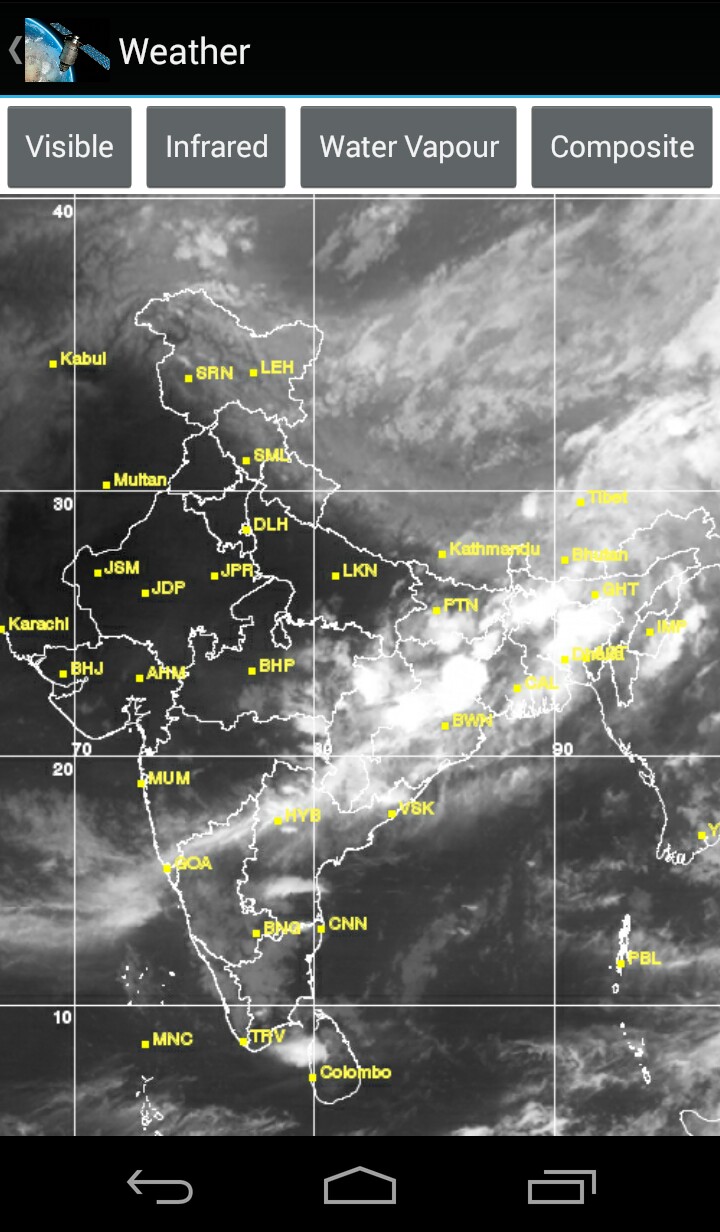 Weather
Visible
Infrared
Water Vapour
Composite
40
Kabul
SRN
LEH
SML
Multan
30
Tibet
DLH
Kathmandu
Bhutan
JSM
JPR
LKN
JDP
GHT
PTN
Karachi
IMP
BHJ
AHM
BHP
CAL
BWN
70
80
90
20
MUM
HYB
VSK
Y
GOA
BNG
CNN
PBL
10
MNC
TRV
Colombo